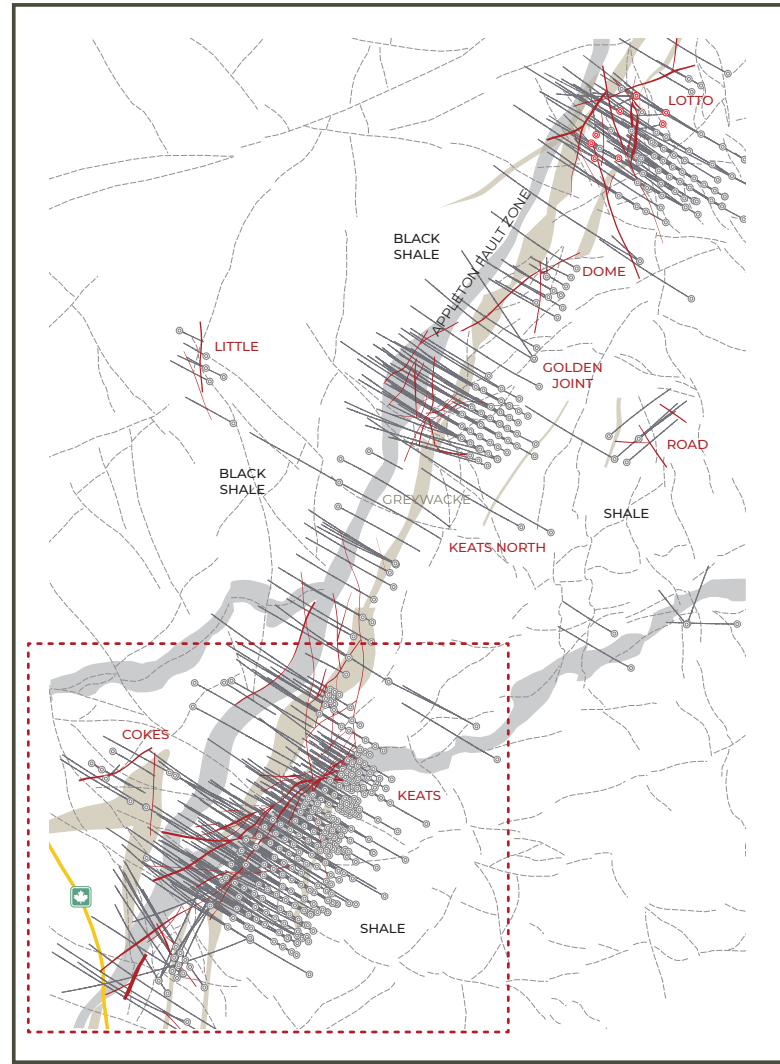 LOTTO
BLACK
SHALE
APPLETON FAULT ZONE
DOME
LITTLE
GOLDEN
JOINT
ROAD
BLACK
SHALE
GREYWACKE
SHALE
KEATS NORTH
COKES
KEATS
SHALE